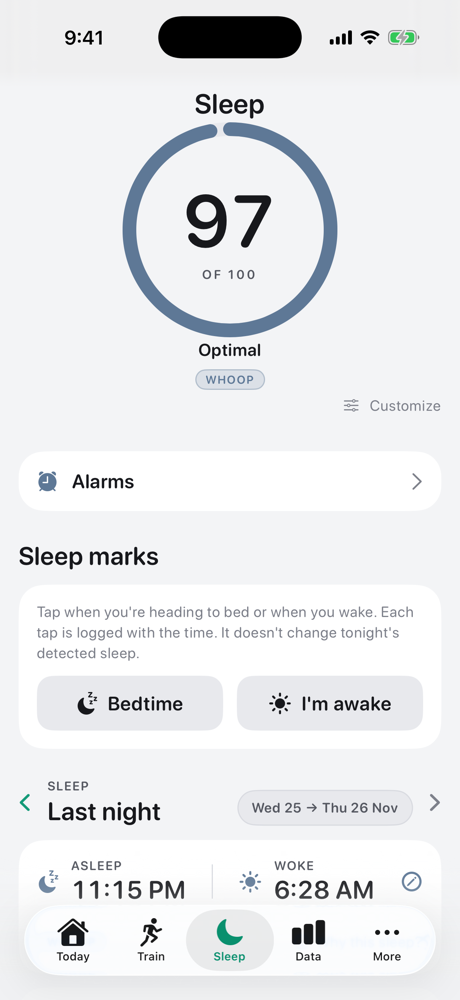 9:41
Sleep
97
OF 100
Optimal
WHOOP
Customize
Alarms
Sleep marks
Tap when you're heading to bed or when you wake. Each
tap is logged with the time. It doesn't change tonight's
detected sleep.
Bedtime
I'm awake
SLEEP
Last night
Wed 25 → Thu 26 Nov
ASLEEP
11:15 PM
WOKE
6:28 AM
Today
Train
Sleep
Data
More